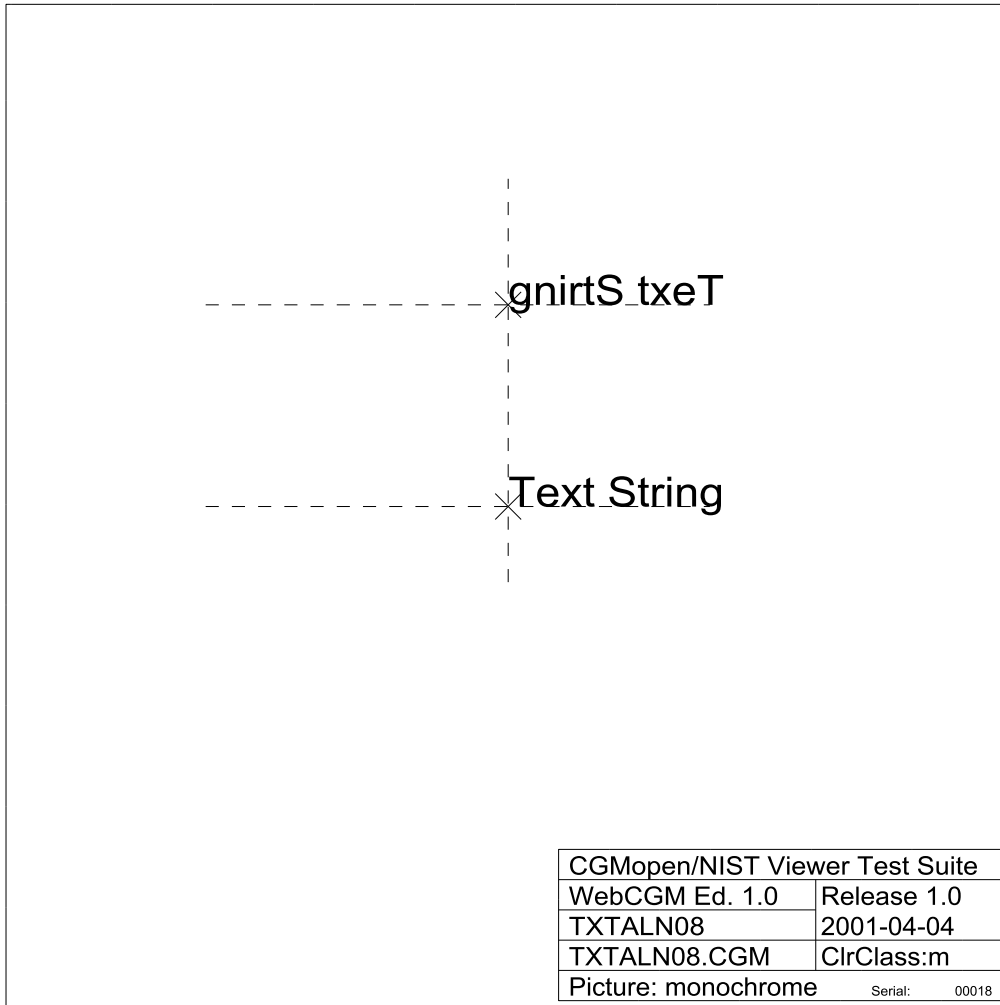 gnirtS txeT
Text String
CGMopen/NIST Viewer Test Suite
WebCGM Ed. 1.0 Release 1.0
TXTALN08 2001-04-04
TXTALN08.CGM ClrClass:m
Picture: monochrome Serial: 00018